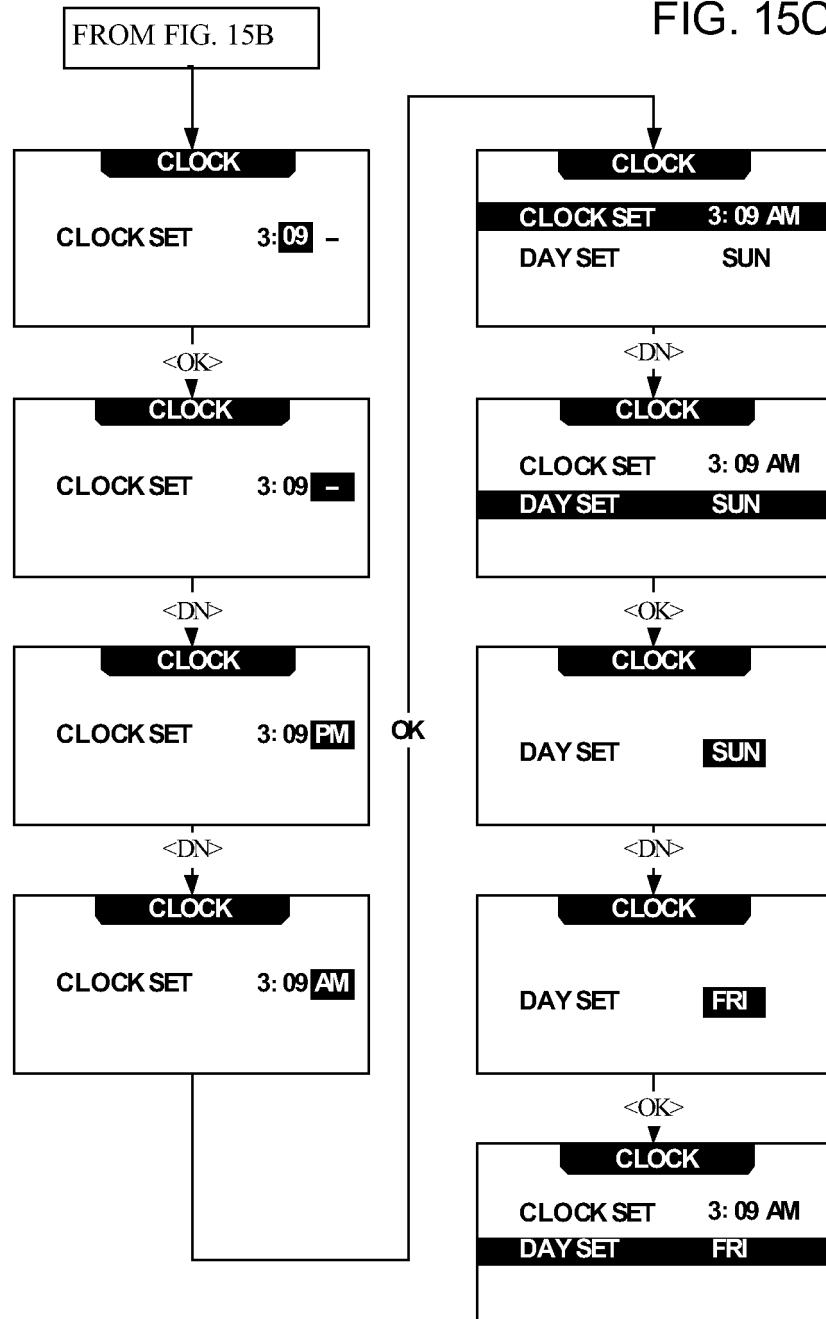 FIG. 15C
FROM FIG. 15B
CLOCK
CLOCK SET 3:09 –
<OK>
CLOCK
CLOCK SET 3:09 –
<DN>
CLOCK
CLOCK SET 3:09 PM
<DN>
CLOCK
CLOCK SET 3:09 AM
OK
CLOCK
CLOCK SET 3:09 AM
DAY SET SUN
<DN>
CLOCK
CLOCK SET 3:09 AM
DAY SET SUN
<OK>
CLOCK
DAY SET SUN
<DN>
CLOCK
DAY SET FRI
<OK>
CLOCK
CLOCK SET 3:09 AM
DAY SET FRI